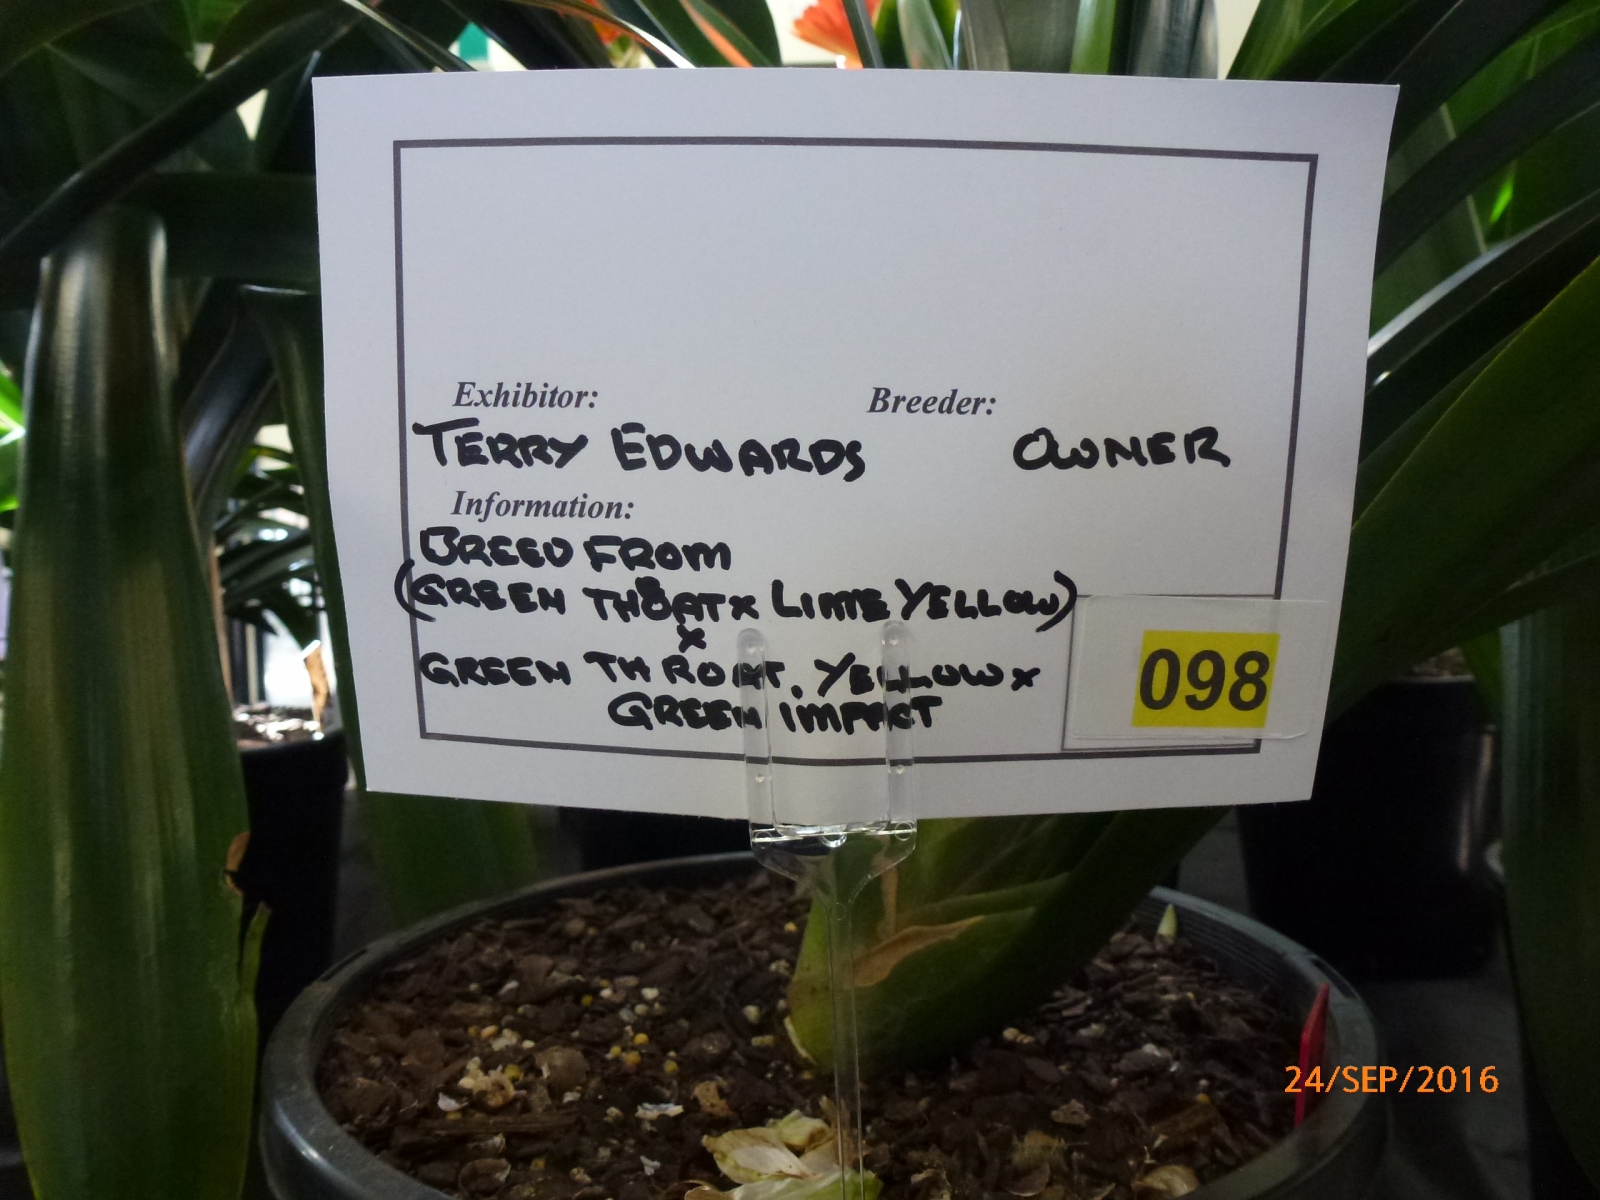 Exhibitor: Breeder:
TERRY EDWARDS OWNER
Information:
BREED FROM
(GREEN THROAT x LIME YELLOW)
x
GREEN THROAT. YELLOW x
GREEN IMPACT
098
24/SEP/2016